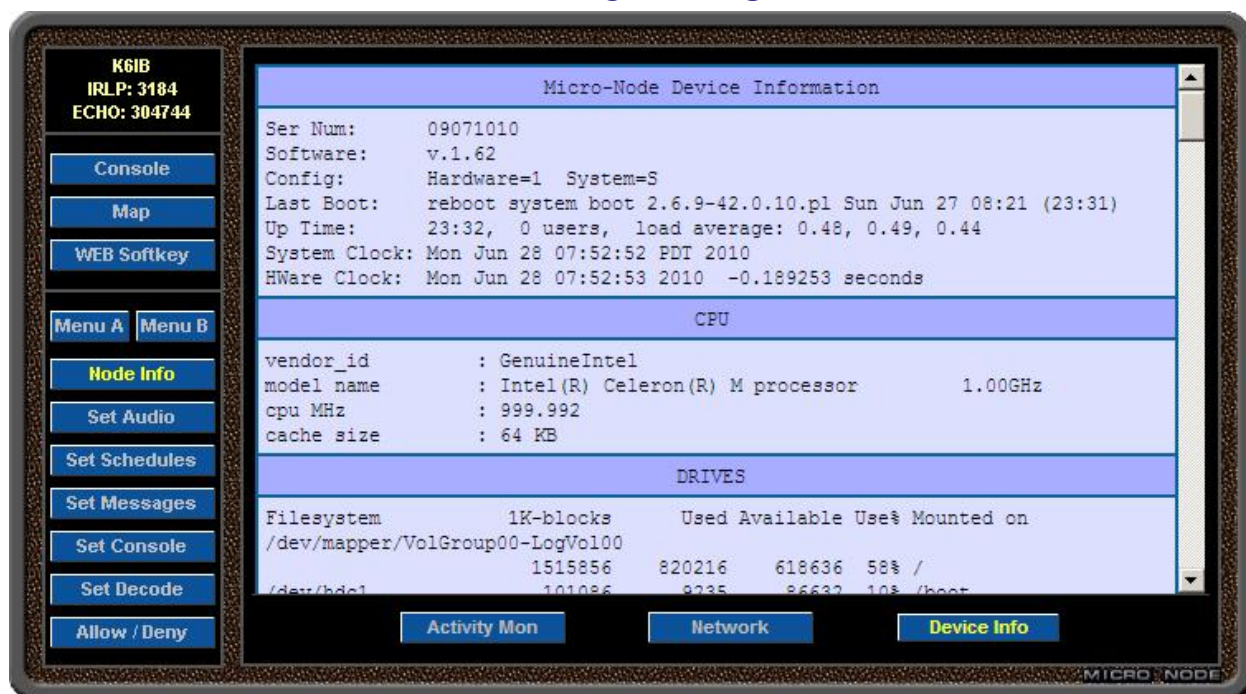 K6IB
IRLP: 3184
ECHO: 304744
Console
Map
WEB Softkey
Menu A Menu B
Node Info
Set Audio
Set Schedules
Set Messages
Set Console
Set Decode
Allow / Deny
Micro-Node Device Information
Ser Num: 09071010
Software: v.1.62
Config: Hardware=1 System=S
Last Boot: reboot system boot 2.6.9-42.0.10.pl Sun Jun 27 08:21 (23:31)
Up Time: 23:32, 0 users, load average: 0.48, 0.49, 0.44
System Clock: Mon Jun 28 07:52:52 PDT 2010
HWare Clock: Mon Jun 28 07:52:53 2010 -0.189253 seconds
CPU
vendor_id : GenuineIntel
model name : Intel(R) Celeron(R) M processor 1.00GHz
cpu MHz : 999.992
cache size : 64 KB
DRIVES
Filesystem 1K-blocks Used Available Use% Mounted on
/dev/mapper/VolGroup00-LogVol00
1515856 820216 618636 58% /
/dev/hdc1 101086 9235 86632 10% /boot
Activity Mon Network Device Info
MICRO NODE